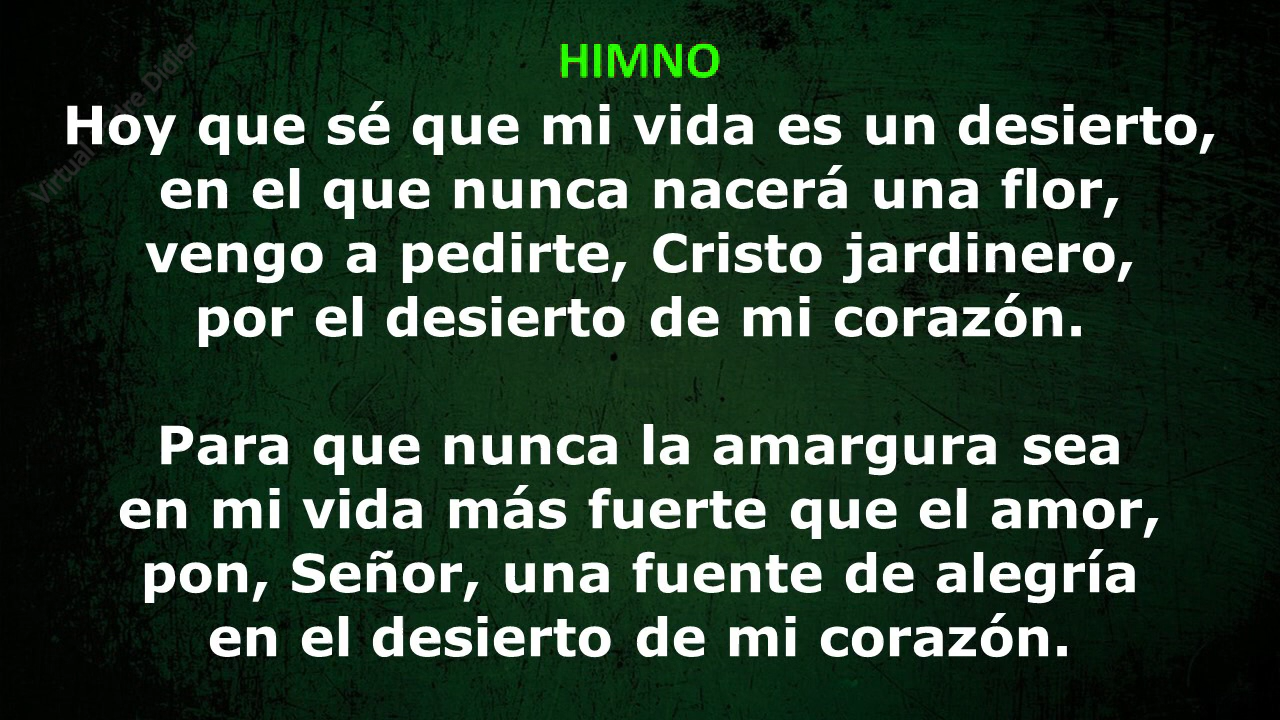 HIMNO
Hoy que sé que mi vida es un desierto,
en el que nunca nacerá una flor,
vengo a pedirte, Cristo jardinero,
por el desierto de mi corazón.
Para que nunca la amargura sea
en mi vida más fuerte que el amor,
pon, Señor, una fuente de alegría
en el desierto de mi corazón.
Virtual Didier